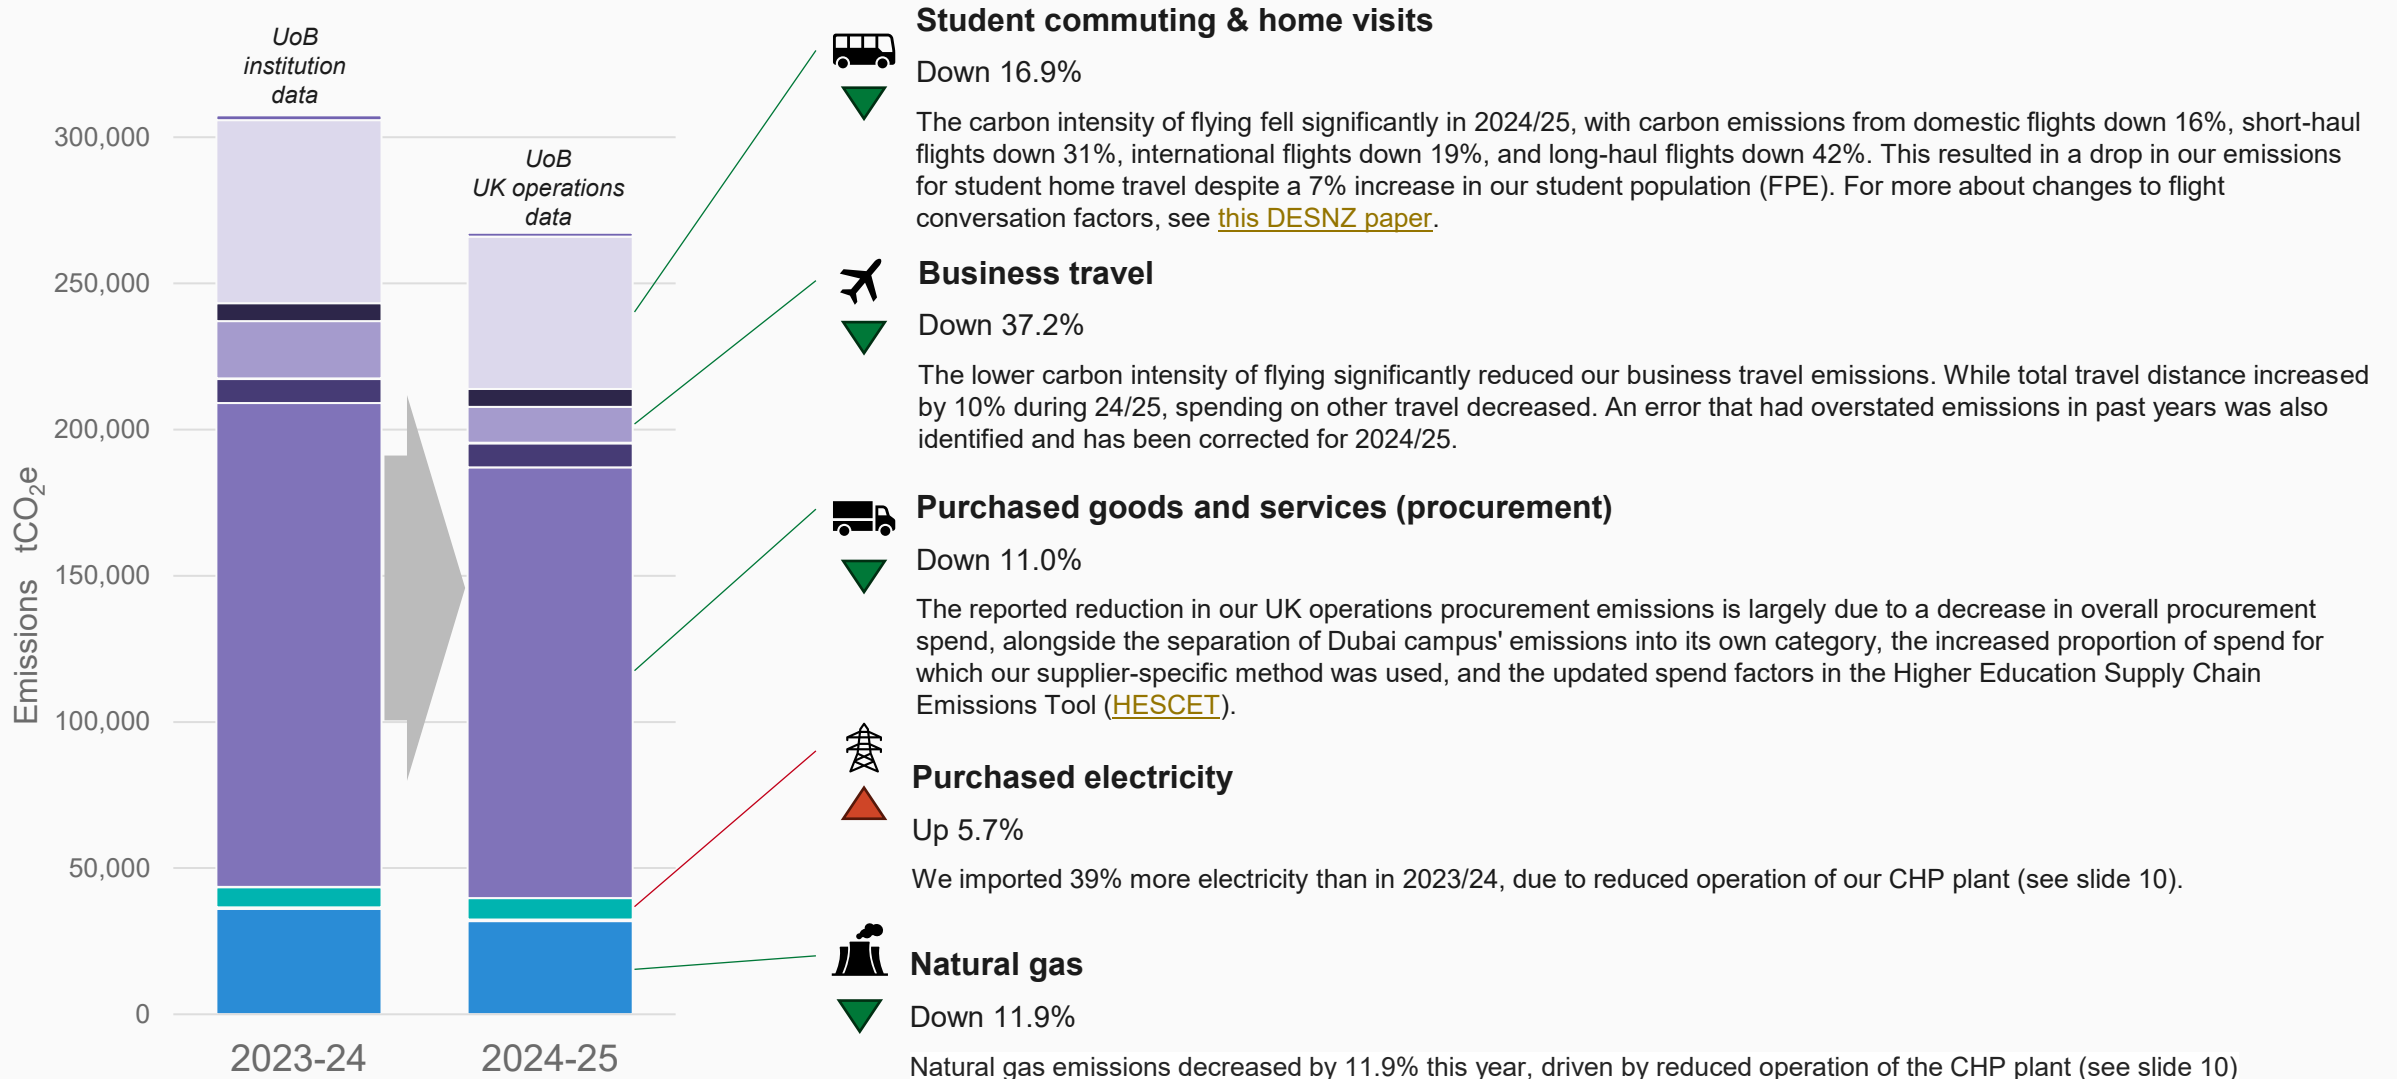 UoB
institution
data
UoB
UK operations
data
300,000
250,000
200,000
150,000
100,000
50,000
0
Emissions tCO₂e
2023-24
2024-25
Student commuting & home visits
Down 16.9%
The carbon intensity of flying fell significantly in 2024/25, with carbon emissions from domestic flights down 16%, short-haul
flights down 31%, international flights down 19%, and long-haul flights down 42%. This resulted in a drop in our emissions
for student home travel despite a 7% increase in our student population (FPE). For more about changes to flight
conversation factors, see this DESNZ paper.
Business travel
Down 37.2%
The lower carbon intensity of flying significantly reduced our business travel emissions. While total travel distance increased
by 10% during 24/25, spending on other travel decreased. An error that had overstated emissions in past years was also
identified and has been corrected for 2024/25.
Purchased goods and services (procurement)
Down 11.0%
The reported reduction in our UK operations procurement emissions is largely due to a decrease in overall procurement
spend, alongside the separation of Dubai campus' emissions into its own category, the increased proportion of spend for
which our supplier-specific method was used, and the updated spend factors in the Higher Education Supply Chain
Emissions Tool (HESCET).
Purchased electricity
Up 5.7%
We imported 39% more electricity than in 2023/24, due to reduced operation of our CHP plant (see slide 10).
Natural gas
Down 11.9%
Natural gas emissions decreased by 11.9% this year, driven by reduced operation of the CHP plant (see slide 10)